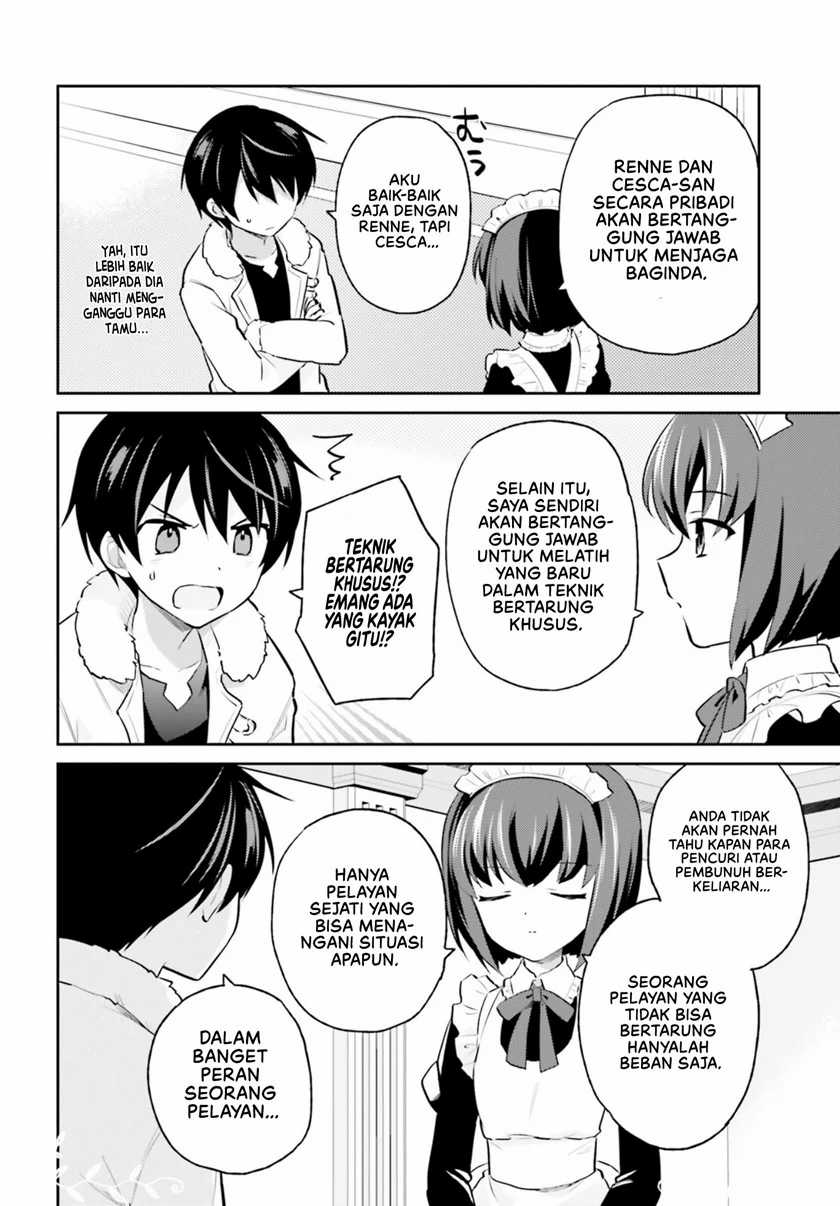 RENNE DAN
CESCA-SAN
SECARA PRIBADI
AKAN BERTANG-
GUNG JAWAB
UNTUK MENJAGA
BAGINDA.
むぅ
AKU
BAIK-BAIK
SAJA DENGAN
RENNE, TAPI
CESCA...
YAH, ITU
LEBIH BAIK
DARIPADA DIA
NANTI MENG-
GANGGU PARA
TAMU...
SELAIN ITU,
SAYA SENDIRI
AKAN BERTANG-
GUNG JAWAB
UNTUK MELATIH
YANG BARU
DALAM TEKNIK
BERTARUNG
KHUSUS.
TEKNIK
BERTARUNG
KHUSUS!?
EMANG ADA
YANG KAYAK
GITU!?
ANDA TIDAK
AKAN PERNAH
TAHU KAPAN PARA
PENCURI ATAU
PEMBUNUH BER-
KELIARAN...
SEORANG
PELAYAN YANG
TIDAK BISA
BERTARUNG
HANYALAH
BEBAN SAJA.
HANYA
PELAYAN
SEJATI YANG
BISA MENA-
NGANI SITUASI
APAPUN.
DALAM
BANGET
PERAN
SEORANG
PELAYAN...